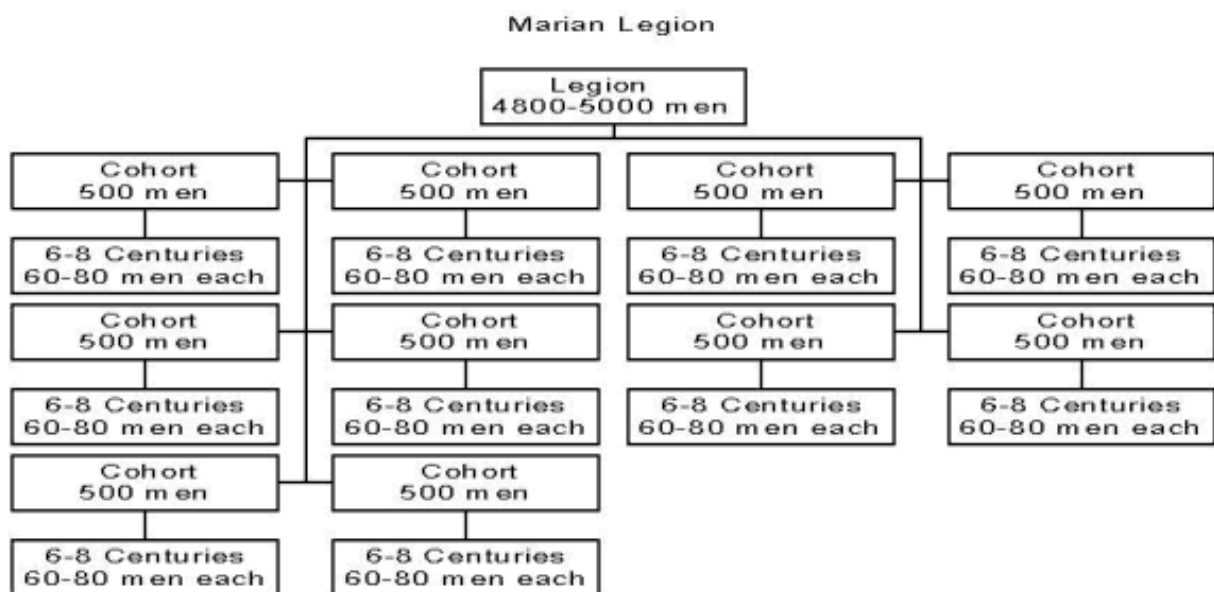 Marian Legion
Legion
4800-5000 men
Cohort
500 men
Cohort
500 men
Cohort
500 men
Cohort
500 men
6-8 Centuries
60-80 men each
6-8 Centuries
60-80 men each
6-8 Centuries
60-80 men each
6-8 Centuries
60-80 men each
Cohort
500 men
Cohort
500 men
Cohort
500 men
Cohort
500 men
6-8 Centuries
60-80 men each
6-8 Centuries
60-80 men each
6-8 Centuries
60-80 men each
6-8 Centuries
60-80 men each
Cohort
500 men
Cohort
500 men
6-8 Centuries
60-80 men each
6-8 Centuries
60-80 men each